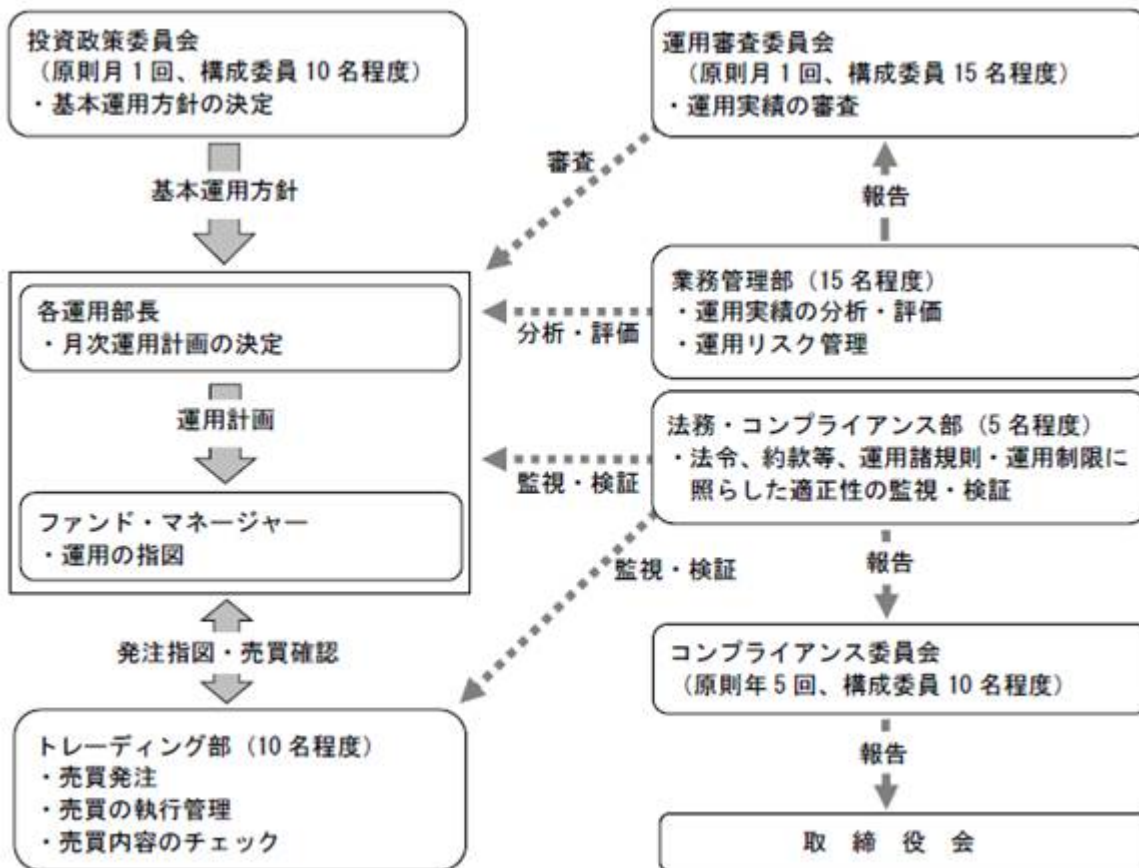 投資政策委員会
（原則月1回、構成委員10名程度）
・基本運用方針の決定
基本運用方針
各運用部長
・月次運用計画の決定
運用計画
ファンド・マネージャー
・運用の指図
発注指図・売買確認
トレーディング部（10名程度）
・売買発注
・売買の執行管理
・売買内容のチェック
運用審査委員会
（原則月1回、構成委員15名程度）
・運用実績の審査
審査
報告
業務管理部（15名程度）
・運用実績の分析・評価
・運用リスク管理
分析・評価
法務・コンプライアンス部（5名程度）
・法令、約款等、運用諸規則・運用制限に
照らした適正性の監視・検証
監視・検証
監視・検証
報告
コンプライアンス委員会
（原則年5回、構成委員10名程度）
報告
取　締　役　会